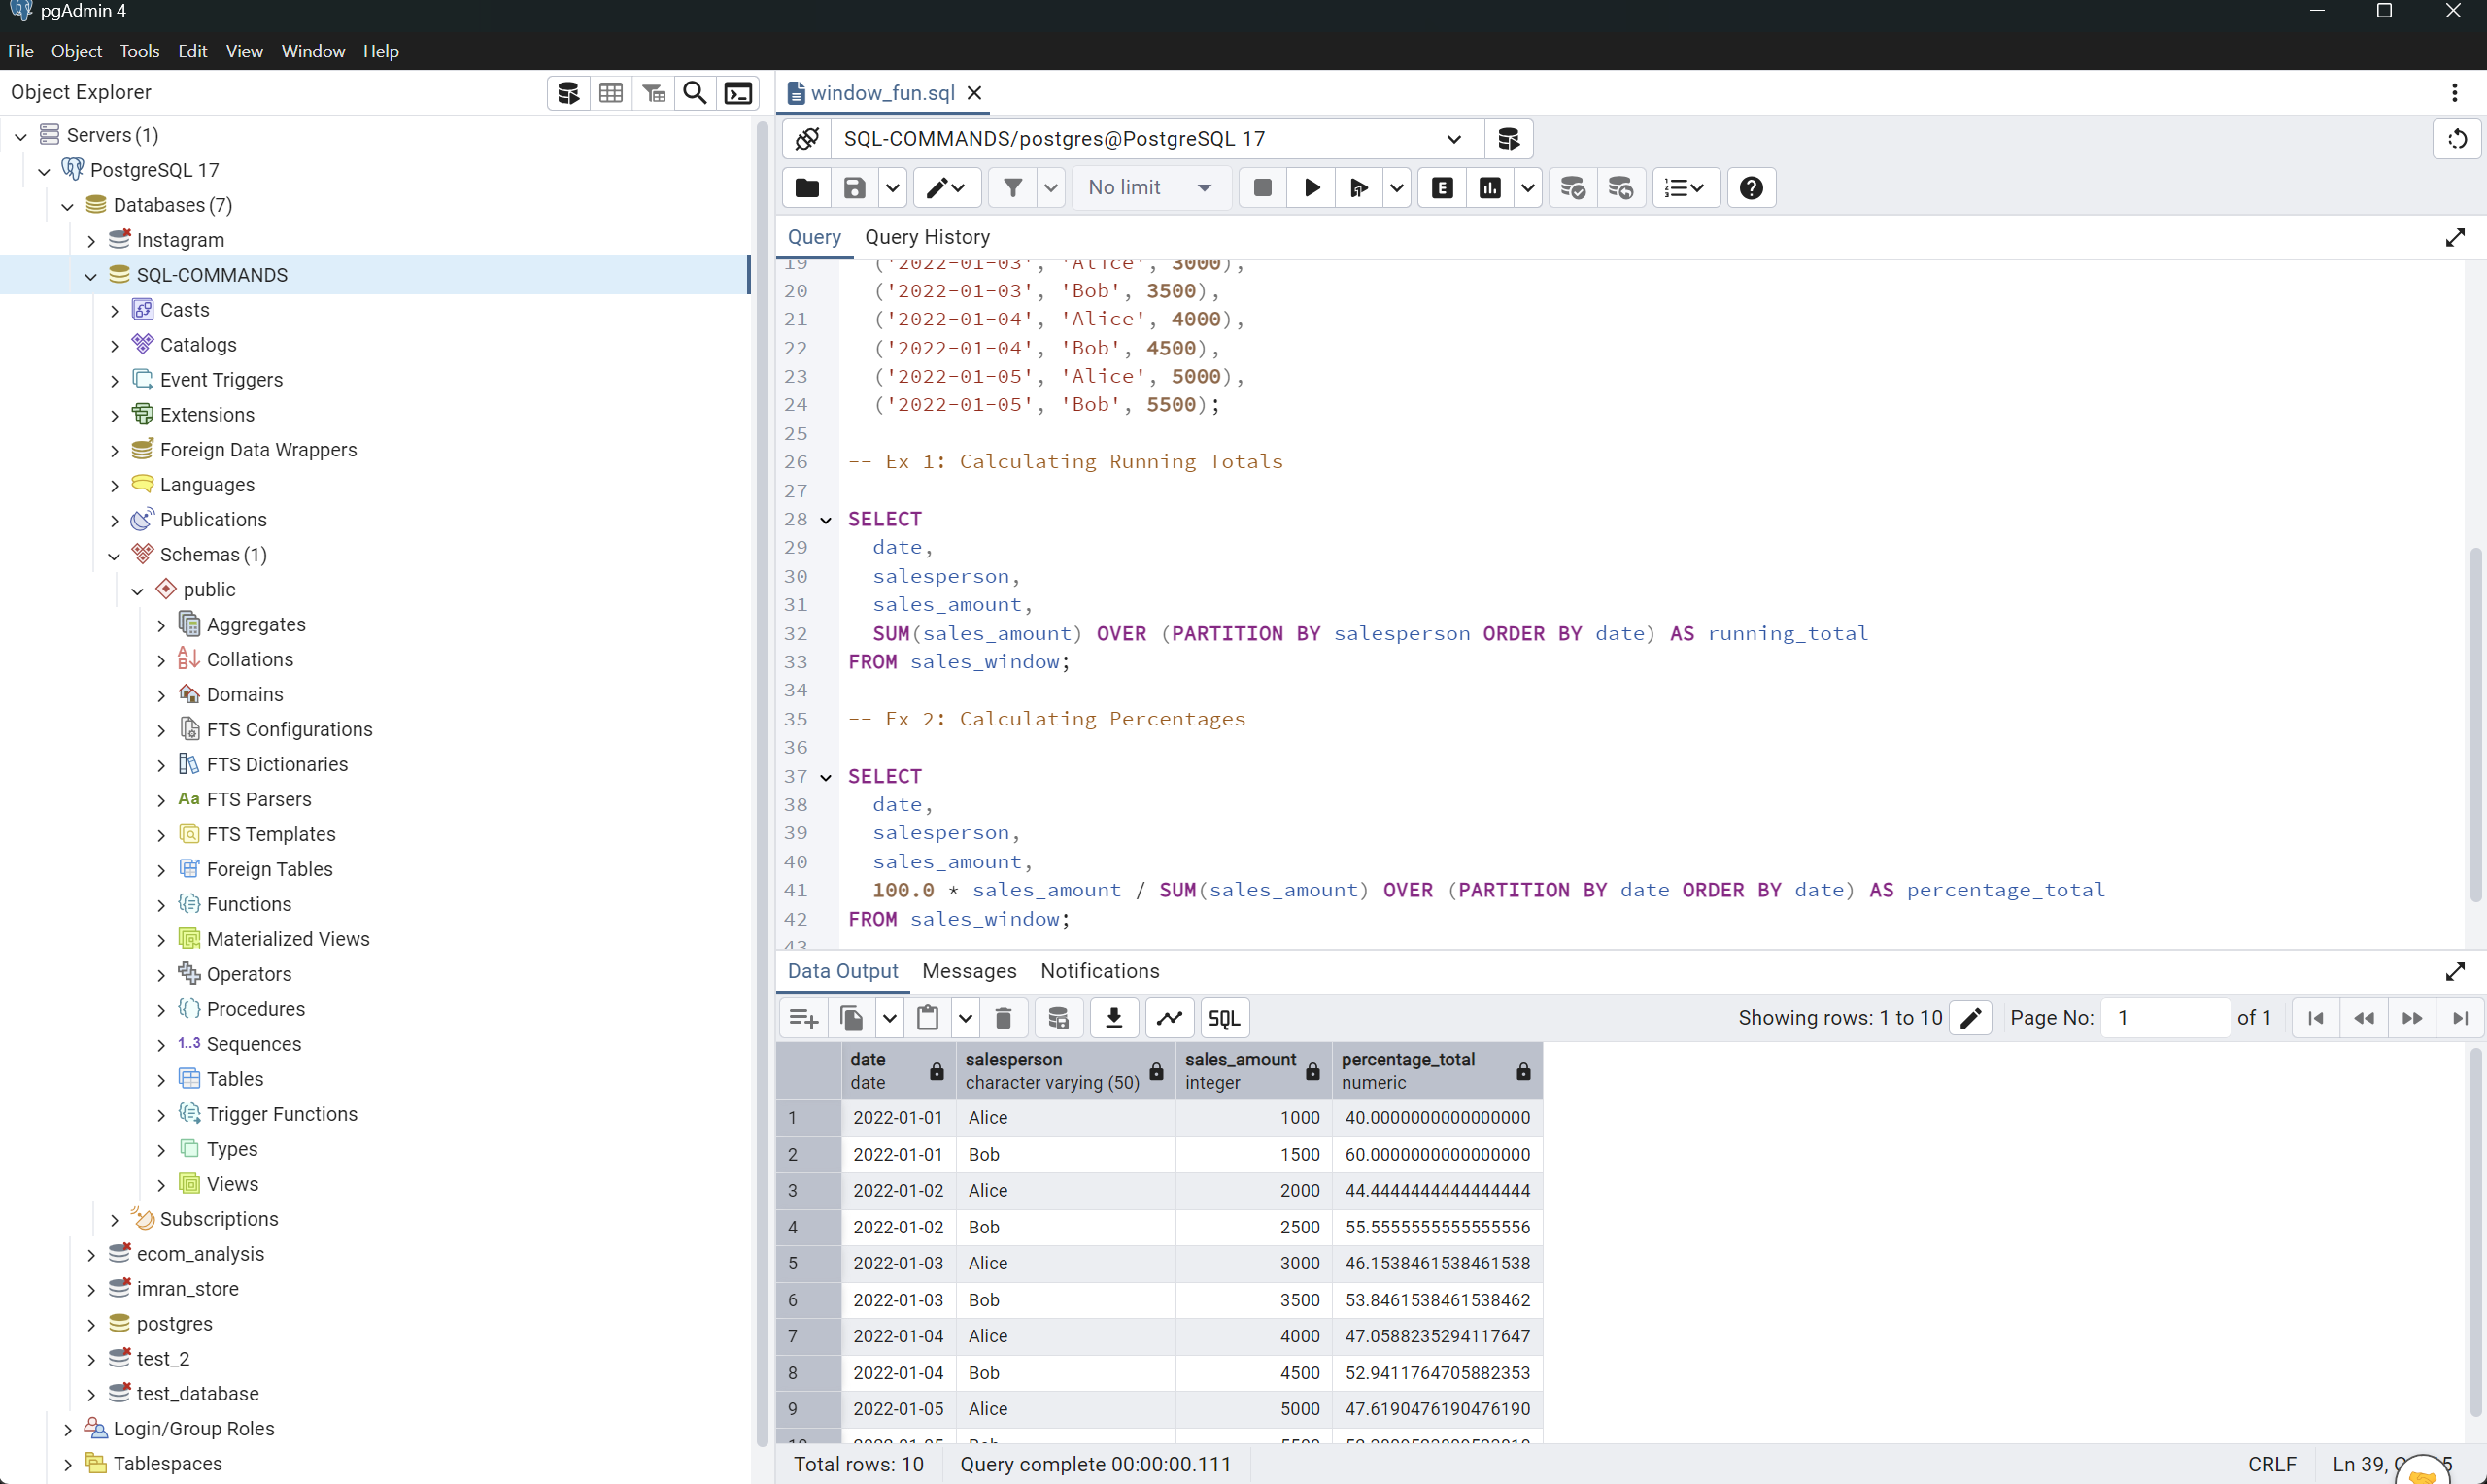 pgAdmin 4
File Object Tools Edit View Window Help
Object Explorer
Servers (1)
PostgreSQL 17
Databases (7)
Instagram
SQL-COMMANDS
Casts
Catalogs
Event Triggers
Extensions
Foreign Data Wrappers
Languages
Publications
Schemas (1)
public
Aggregates
Collations
Domains
FTS Configurations
FTS Dictionaries
Aa FTS Parsers
FTS Templates
Foreign Tables
Functions
Materialized Views
Operators
Procedures
1..3 Sequences
Tables
Trigger Functions
Types
Views
Subscriptions
ecom_analysis
imran_store
postgres
test_2
test_database
Login/Group Roles
Tablespaces
window_fun.sql
SQL-COMMANDS/postgres@PostgreSQL 17
No limit
E
Query Query History
19 ('2022-01-03', 'Alice', 3000),
20 ('2022-01-03', 'Bob', 3500),
21 ('2022-01-04', 'Alice', 4000),
22 ('2022-01-04', 'Bob', 4500),
23 ('2022-01-05', 'Alice', 5000),
24 ('2022-01-05', 'Bob', 5500);
25
26 -- Ex 1: Calculating Running Totals
27
28 SELECT
29 date,
30 salesperson,
31 sales_amount,
32 SUM(sales_amount) OVER (PARTITION BY salesperson ORDER BY date) AS running_total
33 FROM sales_window;
34
35 -- Ex 2: Calculating Percentages
36
37 SELECT
38 date,
39 salesperson,
40 sales_amount,
41 100.0 * sales_amount / SUM(sales_amount) OVER (PARTITION BY date ORDER BY date) AS percentage_total
42 FROM sales_window;
43
Data Output Messages Notifications
SQL Showing rows: 1 to 10 Page No: 1 of 1
date salesperson sales_amount percentage_total
date character varying (50) integer numeric
1 2022-01-01 Alice 1000 40.0000000000000000
2 2022-01-01 Bob 1500 60.0000000000000000
3 2022-01-02 Alice 2000 44.4444444444444444
4 2022-01-02 Bob 2500 55.5555555555555556
5 2022-01-03 Alice 3000 46.1538461538461538
6 2022-01-03 Bob 3500 53.8461538461538462
7 2022-01-04 Alice 4000 47.0588235294117647
8 2022-01-04 Bob 4500 52.9411764705882353
9 2022-01-05 Alice 5000 47.6190476190476190
Total rows: 10 Query complete 00:00:00.111 CRLF Ln 39,